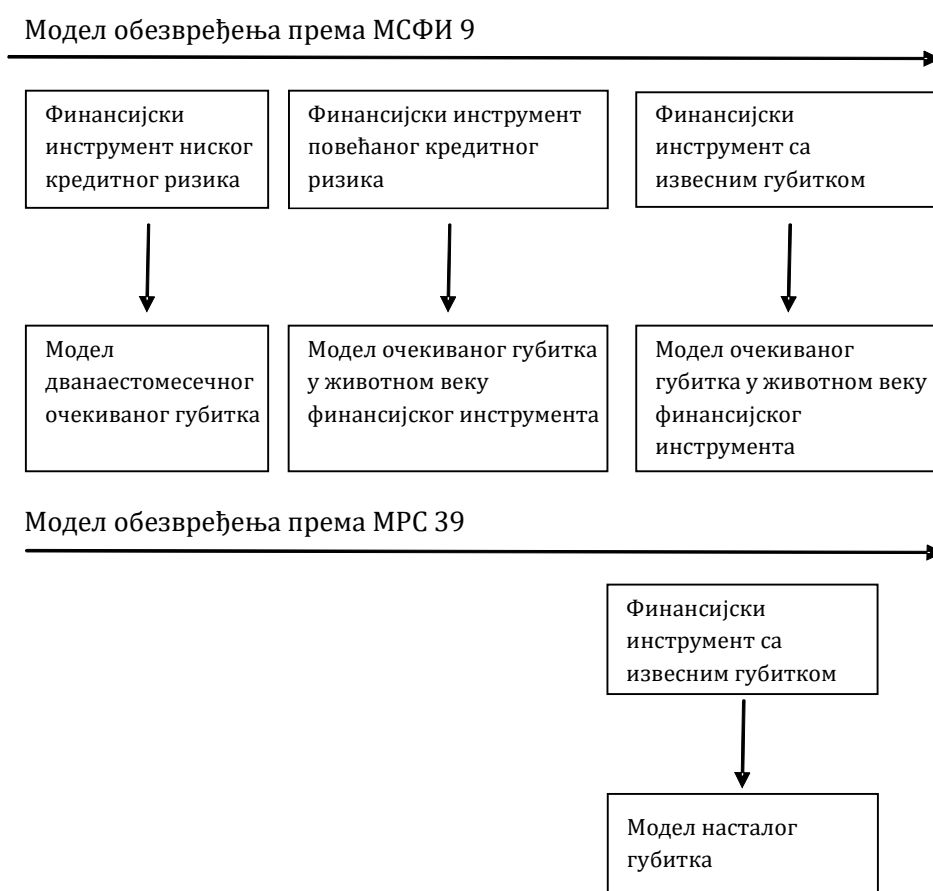 Модел обезвређења према МСФИ 9
Финансијски
инструмент ниског
кредитног ризика
Финансијски инструмент
повећаног кредитног
ризика
Финансијски
инструмент са
извесним губитком
Модел
дванаестомесечног
очекиваног губитка
Модел очекиваног губитка
у животном веку
финансијског инструмента
Модел очекиваног
губитка у животном веку
финансијског
инструмента
Модел обезвређења према МРС 39
Финансијски
инструмент са
извесним губитком
Модел насталог
губитка